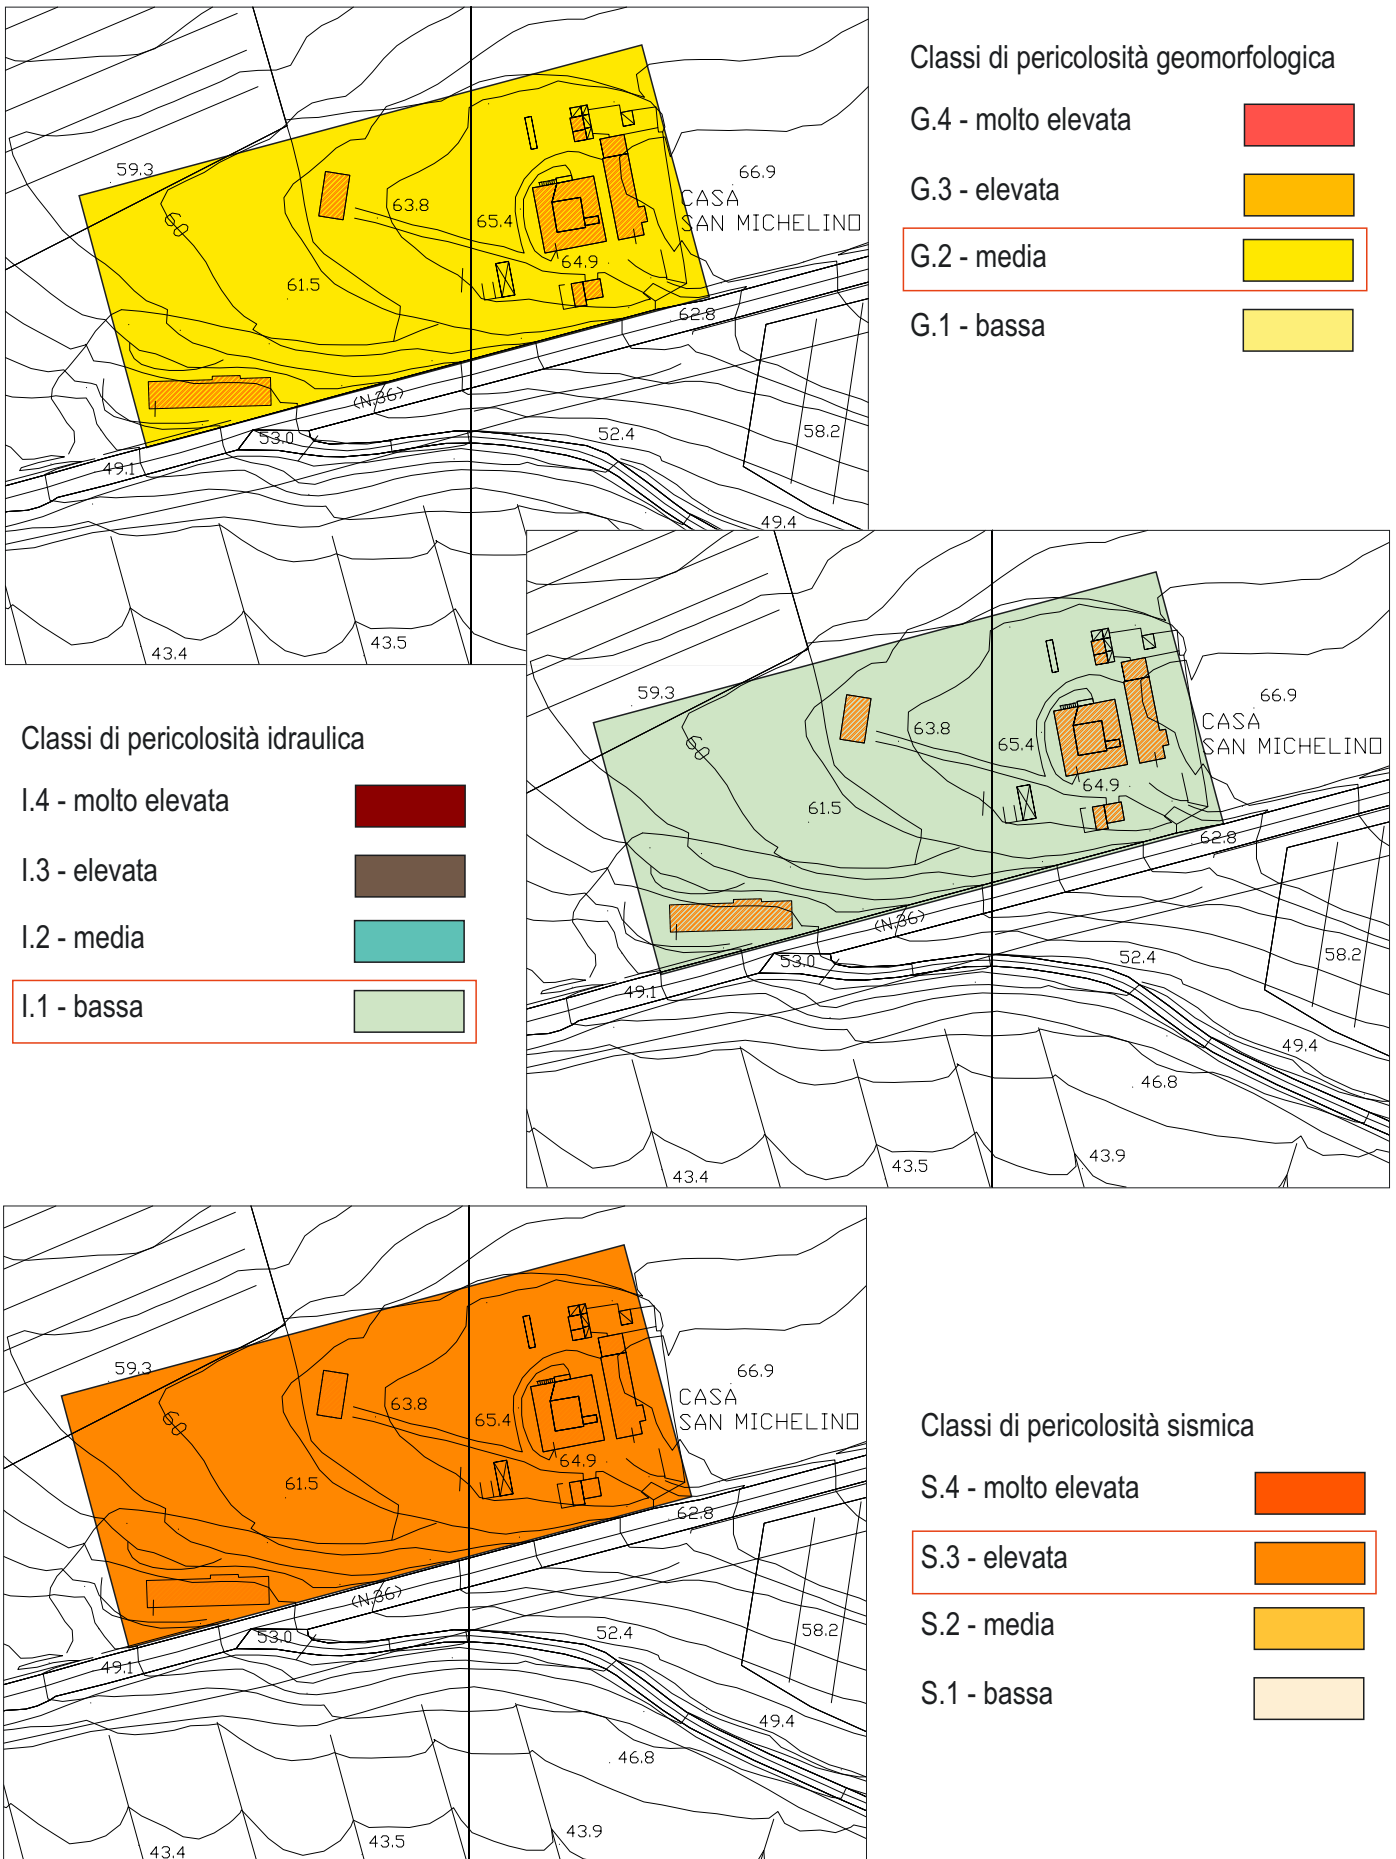 Classi di pericolosità geomorfologica
G.4 - molto elevata
G.3 - elevata
G.2 - media
G.1 - bassa
59.3
60
63.8
65.4
66.9
CASA
SAN MICHELINO
64.9
61.5
62.8
(N.36)
53.0
52.4
58.2
49.1
49.4
43.5
43.4
Classi di pericolosità idraulica
I.4 - molto elevata
I.3 - elevata
I.2 - media
I.1 - bassa
59.3
60
63.8
65.4
66.9
CASA
SAN MICHELINO
64.9
61.5
62.8
(N.36)
53.0
52.4
58.2
49.1
49.4
46.8
43.9
43.5
43.4
59.3
60
63.8
65.4
66.9
CASA
SAN MICHELINO
64.9
61.5
62.8
(N.36)
53.0
52.4
58.2
49.1
49.4
46.8
43.9
43.5
43.4
Classi di pericolosità sismica
S.4 - molto elevata
S.3 - elevata
S.2 - media
S.1 - bassa